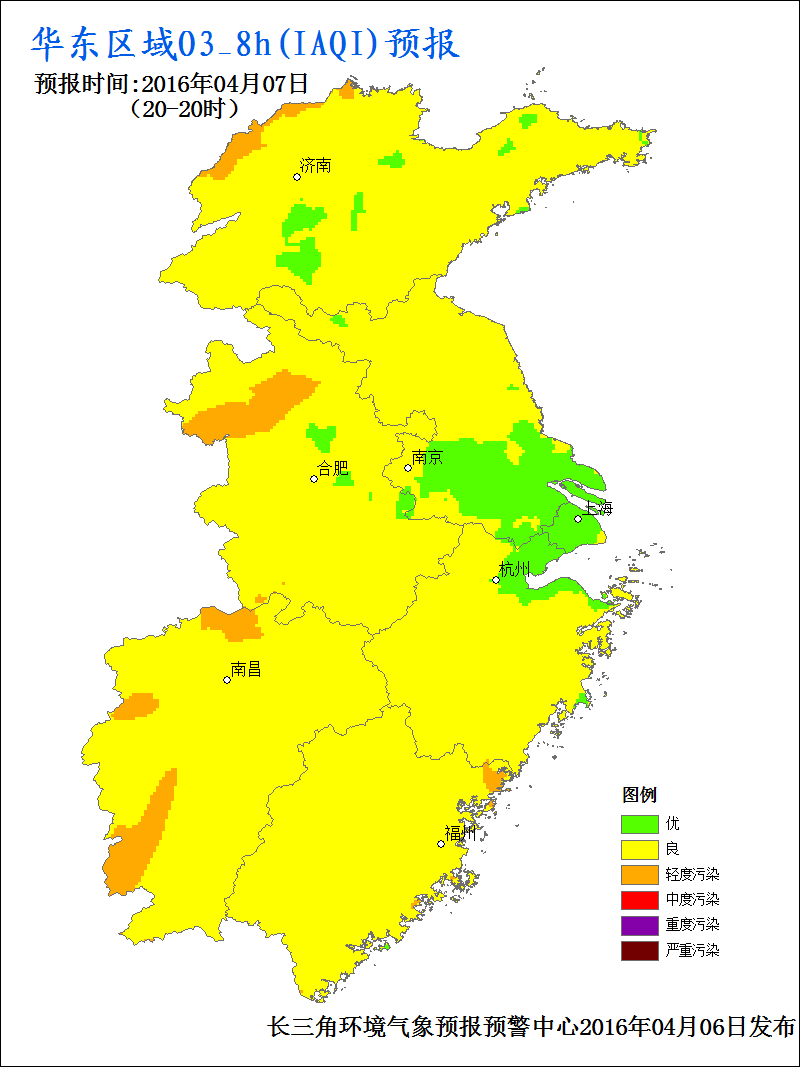 华东区域O3_8h(IAQI)预报
预报时间:2016年04月07日
（20-20时）
济南
南京
合肥
上海
杭州
南昌
福州
图例
优
良
轻度污染
中度污染
重度污染
严重污染
长三角环境气象预报预警中心2016年04月06日发布